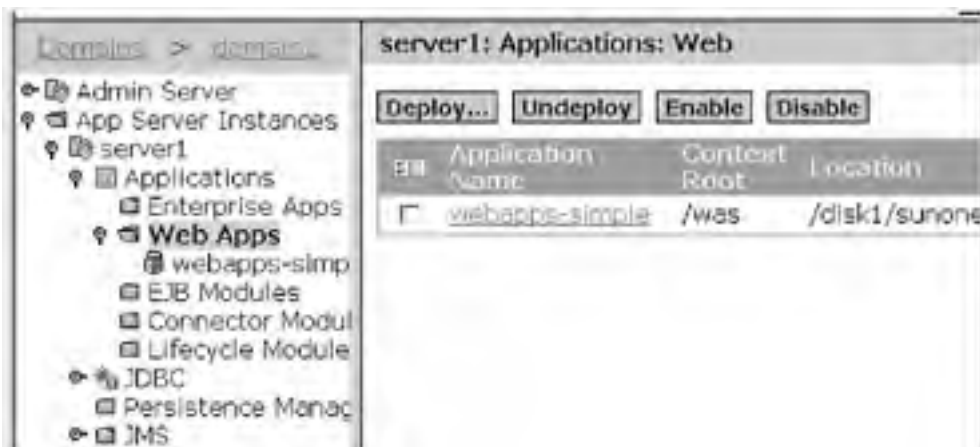 Domains > domain1
Admin Server
App Server Instances
server1
Applications
Enterprise Apps
Web Apps
webapps-simp
EJB Modules
Connector Modul
Lifecycle Module
JDBC
Persistence Manag
JMS
server1: Applications: Web
Deploy... Undeploy Enable Disable
Application Name Context Root Location
webapps-simple /was /disk1/sunone